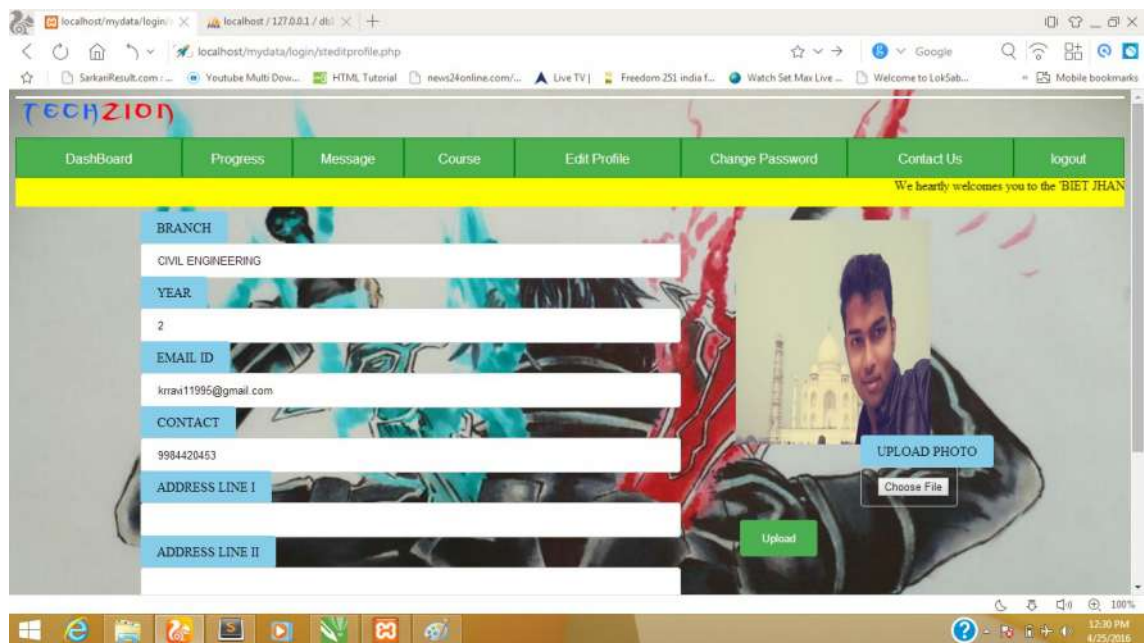 localhost/mydata/login/
localhost / 127.0.0.1 / db
localhost/mydata/login/steditprofile.php
Google
SarkariResult.com : ...
Youtube Multi Dow...
HTML Tutorial
news24online.com/...
Live TV |
Freedom 251 india f...
Watch Set Max Live ...
Welcome to LokSab...
Mobile bookmarks
TECHZION
DashBoard
Progress
Message
Course
Edit Profile
Change Password
Contact Us
logout
We heartly welcomes you to the 'BIET JHAN
BRANCH
CIVIL ENGINEERING
YEAR
2
EMAIL ID
krravi11995@gmail.com
CONTACT
9984420453
ADDRESS LINE I
ADDRESS LINE II
UPLOAD PHOTO
Choose File
Upload
100%
12:30 PM
4/25/2016